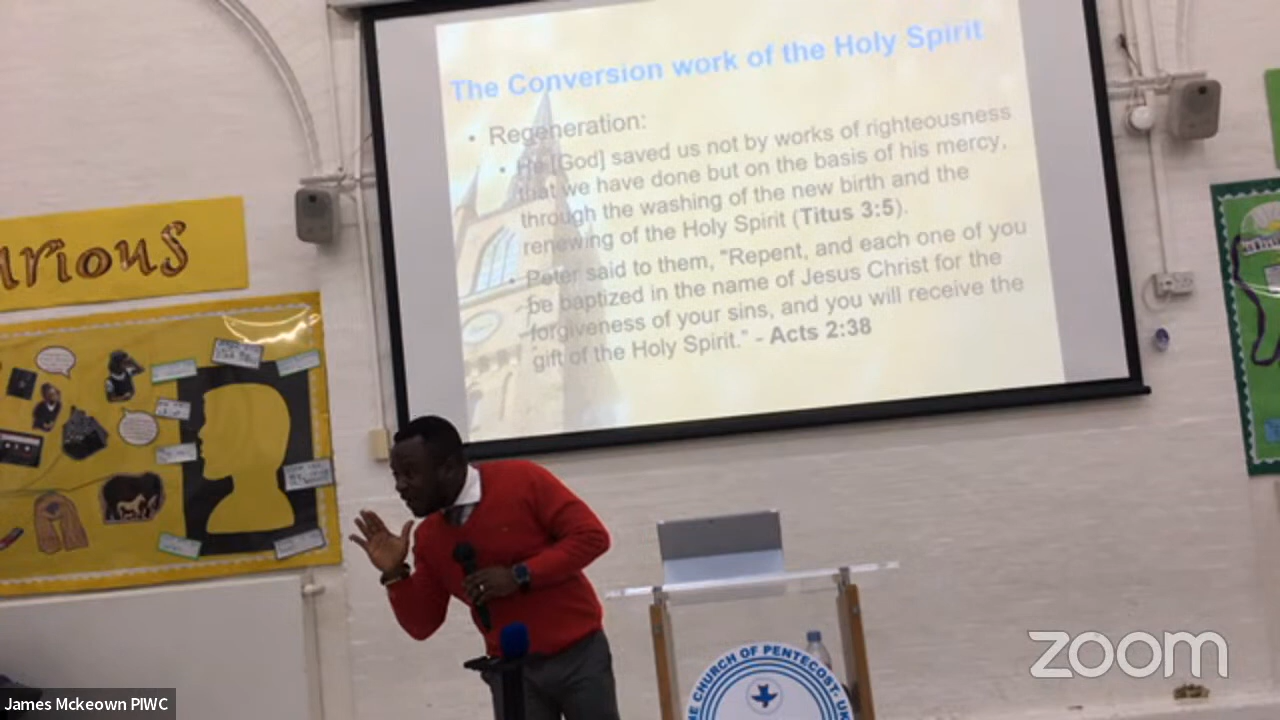 The Conversion work of the Holy Spirit
• Regeneration:
• He [God] saved us not by works of righteousness
that we have done but on the basis of his mercy,
through the washing of the new birth and the
renewing of the Holy Spirit (Titus 3:5).
• Peter said to them, "Repent, and each one of you
be baptized in the name of Jesus Christ for the
forgiveness of your sins, and you will receive the
gift of the Holy Spirit." - Acts 2:38
urious
CHURCH OF PENTECOST. UK
zoom
James Mckeown PIWC